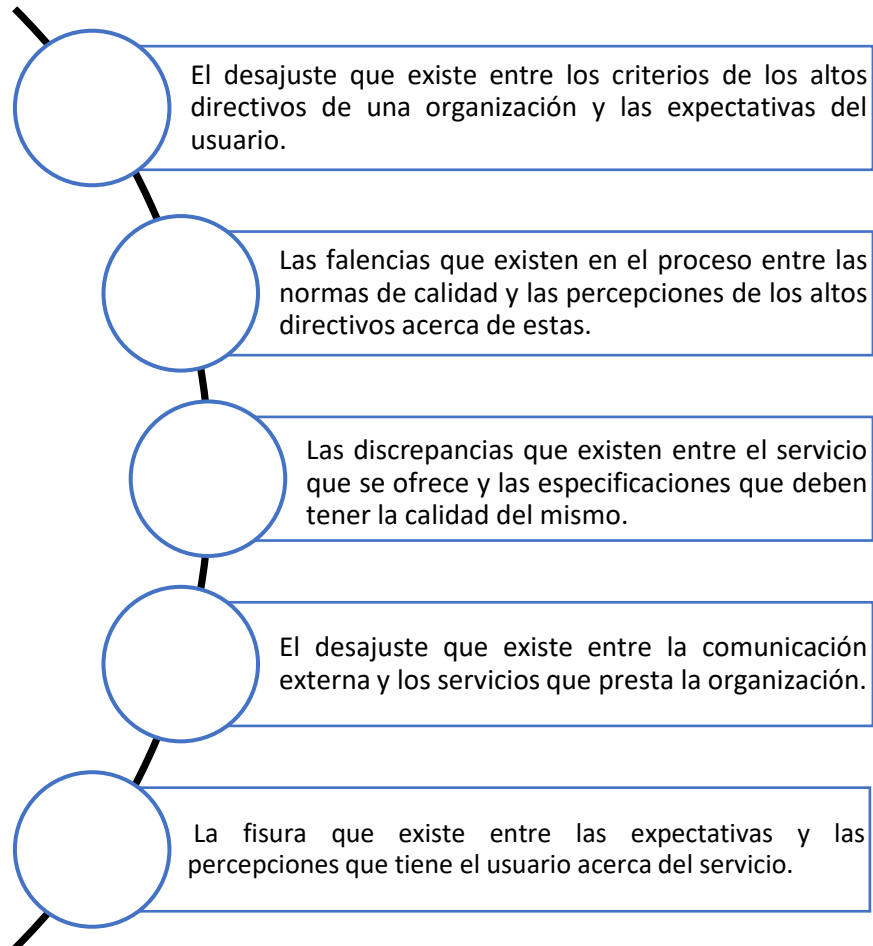 El desajuste que existe entre los criterios de los altos
directivos de una organización y las expectativas del
usuario.
Las falencias que existen en el proceso entre las
normas de calidad y las percepciones de los altos
directivos acerca de estas.
Las discrepancias que existen entre el servicio
que se ofrece y las especificaciones que deben
tener la calidad del mismo.
El desajuste que existe entre la comunicación
externa y los servicios que presta la organización.
La fisura que existe entre las expectativas y las
percepciones que tiene el usuario acerca del servicio.